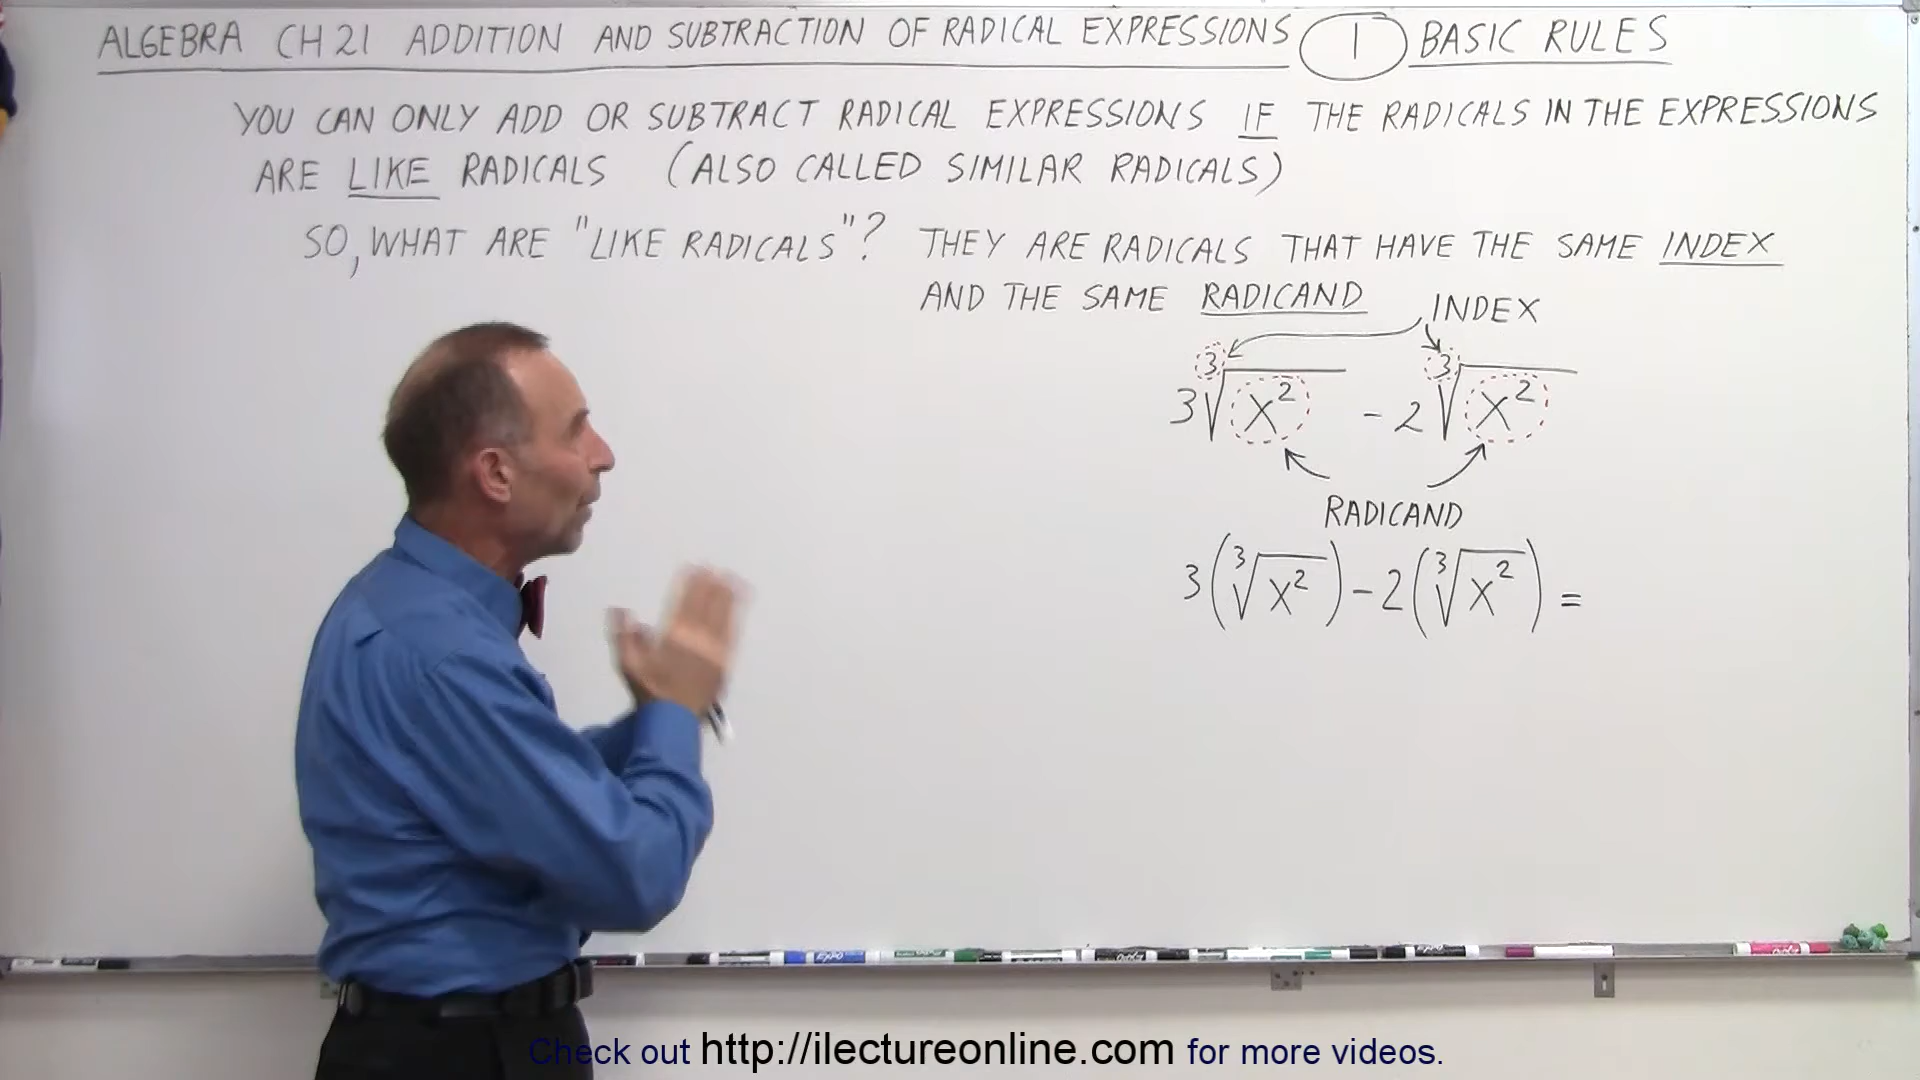 ALGEBRA CH 21 ADDITION AND SUBTRACTION OF RADICAL EXPRESSIONS 1 BASIC RULES
YOU CAN ONLY ADD OR SUBTRACT RADICAL EXPRESSIONS IF THE RADICALS IN THE EXPRESSIONS
ARE LIKE RADICALS (ALSO CALLED SIMILAR RADICALS)
SO, WHAT ARE "LIKE RADICALS"? THEY ARE RADICALS THAT HAVE THE SAME INDEX
AND THE SAME RADICAND
INDEX
3∛x² - 2∛x²
RADICAND
3(∛x²) - 2(∛x²) =
Check out http://ilectureonline.com for more videos.